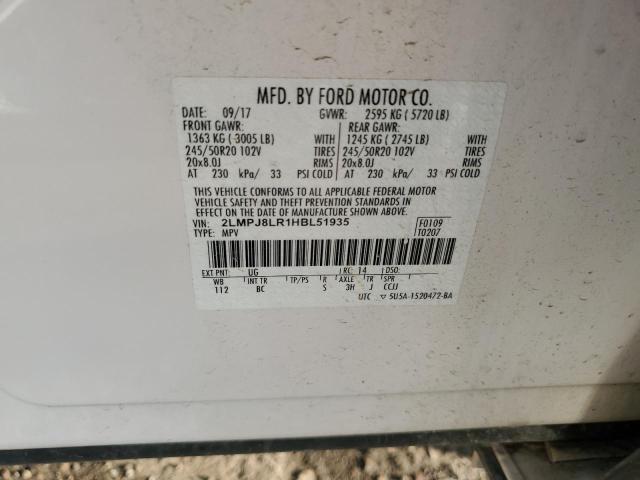 MFD. BY FORD MOTOR CO.
DATE: 09/17 GVWR: 2595 KG ( 5720 LB)
FRONT GAWR: REAR GAWR:
1363 KG ( 3005 LB) WITH 1245 KG ( 2745 LB) WITH
245/50R20 102V TIRES 245/50R20 102V TIRES
20x8.0J RIMS 20x8.0J RIMS
AT 230 kPa/ 33 PSI COLD AT 230 kPa/ 33 PSI COLD
THIS VEHICLE CONFORMS TO ALL APPLICABLE FEDERAL MOTOR
VEHICLE SAFETY AND THEFT PREVENTION STANDARDS IN
EFFECT ON THE DATE OF MANUFACTURE SHOWN ABOVE.
VIN: 2LMPJ8LR1HBL51935 F0109
TYPE: MPV T0207
EXT PNT: UG RC: 14 DSO:
WB INT TR TP/PS R AXLE TR SPR
112 BC S 3H J CCJJ
UTC ▽ 5U5A-1520472-BA